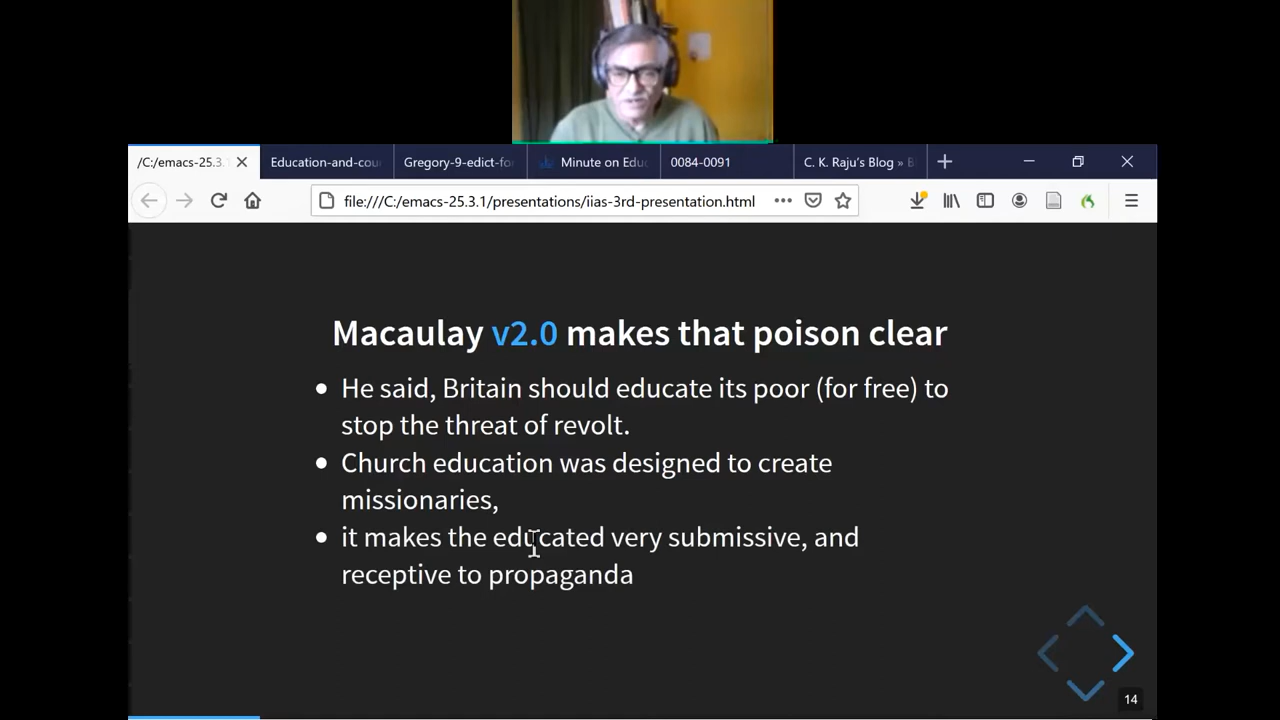 /C:/emacs-25.3.
Education-and-cou
Gregory-9-edict-fo
Minute on Educ
0084-0091
C. K. Raju's Blog » B
file:///C:/emacs-25.3.1/presentations/iias-3rd-presentation.html
Macaulay v2.0 makes that poison clear
• He said, Britain should educate its poor (for free) to
stop the threat of revolt.
• Church education was designed to create
missionaries,
• it makes the educated very submissive, and
receptive to propaganda
14